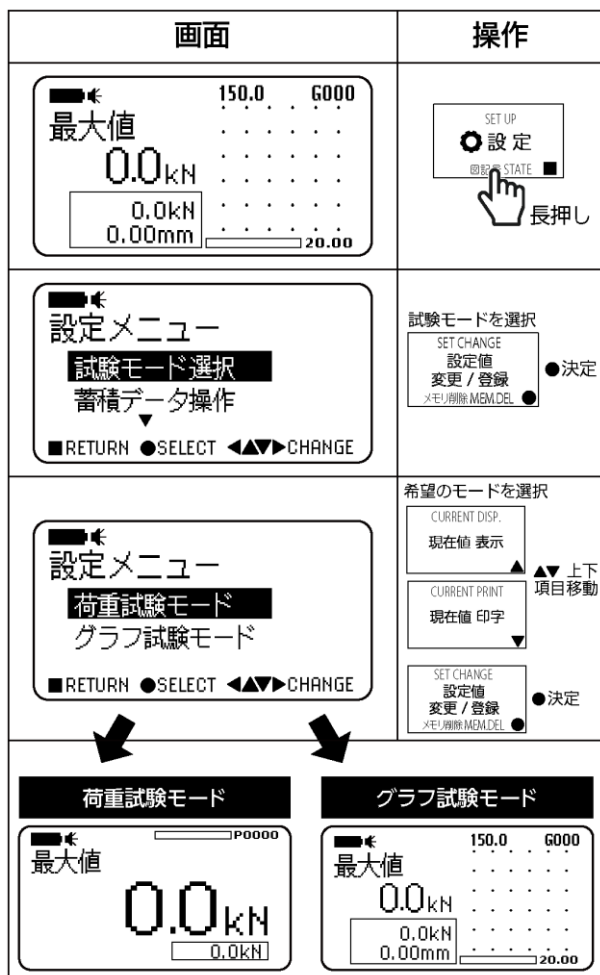 画面
操作
150.0 G000
最大値
0.0kN
0.0kN
0.00mm
20.00
SET UP
設定
STATE ■
長押し
設定メニュー
試験モード選択
蓄積データ操作
▼
■RETURN ●SELECT ◀▲▼▶CHANGE
試験モードを選択
SET CHANGE
設定値
変更 / 登録
メモリ削除 MEM.DEL ●
●決定
設定メニュー
荷重試験モード
グラフ試験モード
■RETURN ●SELECT ◀▲▼▶CHANGE
希望のモードを選択
CURRENT DISP.
現在値 表示
▲
CURRENT PRINT
現在値 印字
▼
▲▼ 上下
項目移動
SET CHANGE
設定値
変更 / 登録
メモリ削除 MEM.DEL ●
●決定
荷重試験モード
P0000
最大値
0.0kN
0.0kN
グラフ試験モード
150.0 G000
最大値
0.0kN
0.0kN
0.00mm
20.00